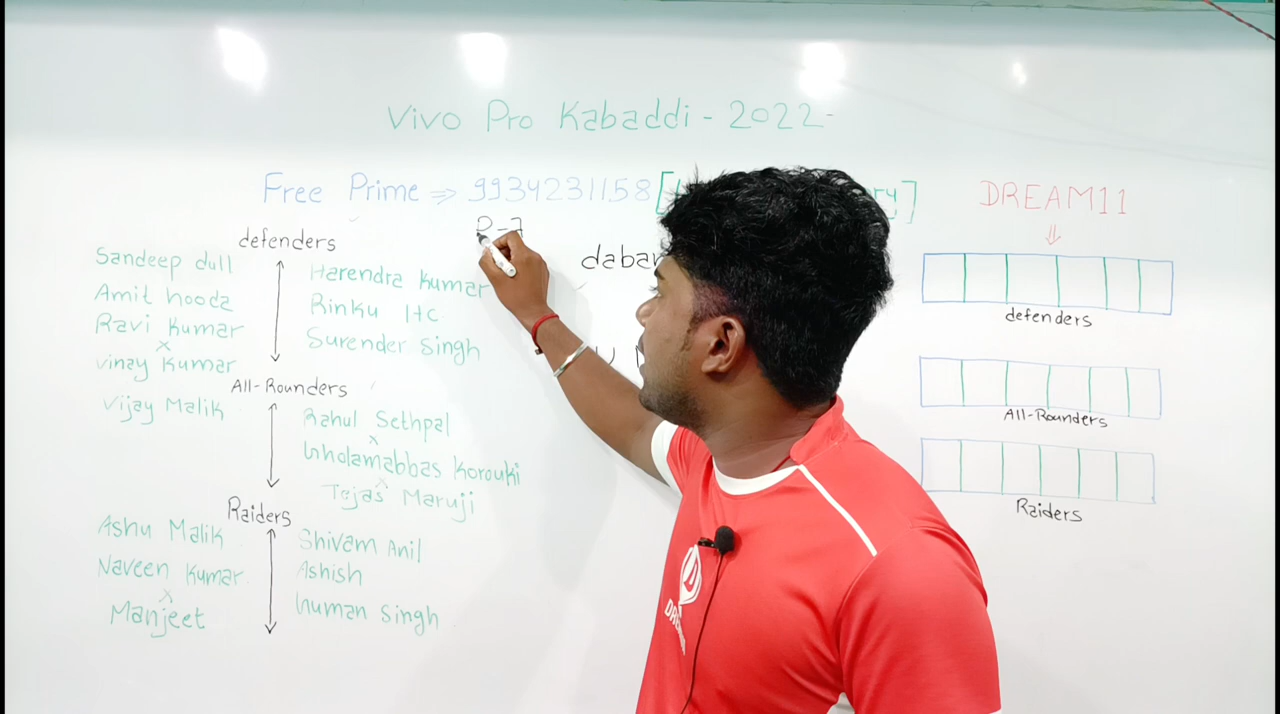 Vivo Pro Kabaddi - 2022-
Free Prime ⇒ 9934231158 [
DREAM11
defenders
Sandeep dull
Amit hooda
Ravi Kumar
x
vinay Kumar
Harendra Kumar
Rinku Htc
Surender Singh
All-Rounders
Vijay Malik
Rahul Sethpal
x
Gholamabbas Korouki
x
Tejas Maruji
Raiders
Ashu Malik
Naveen Kumar
x
Manjeet
Shivam Anil
Ashish
Guman Singh
defenders
All-Rounders
Raiders